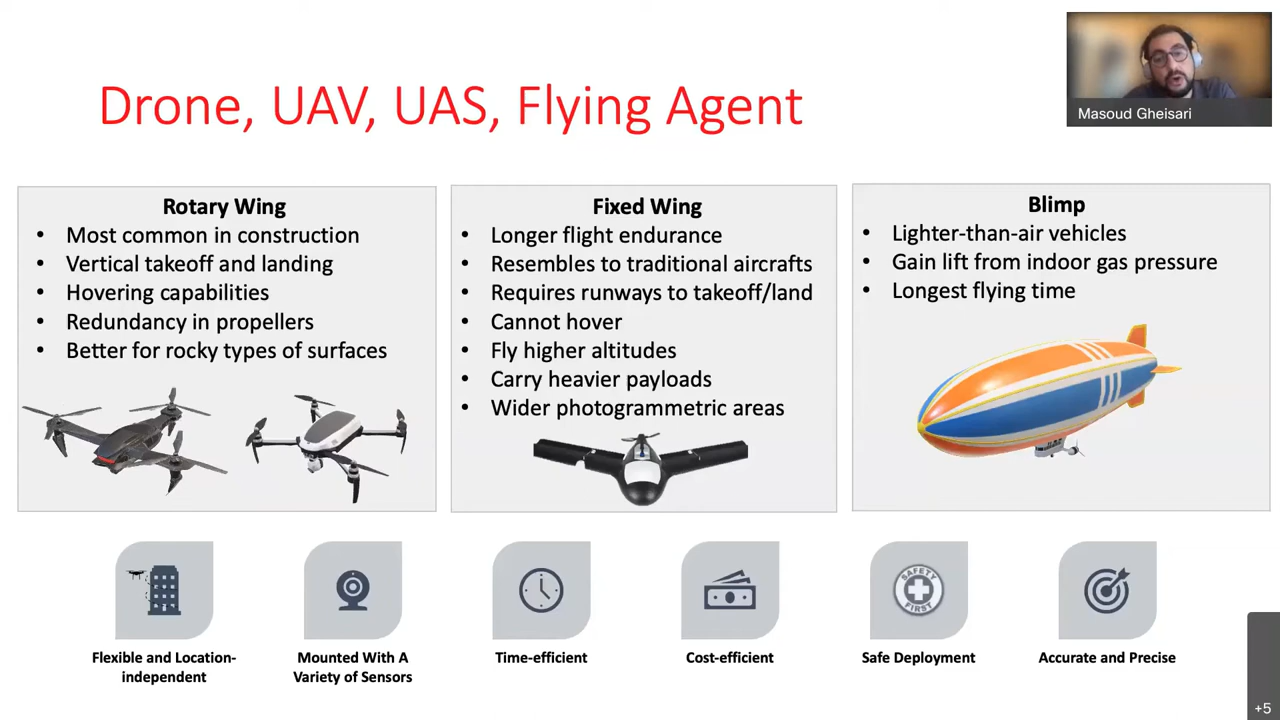 Masoud Gheisari
Drone, UAV, UAS, Flying Agent
Rotary Wing
• Most common in construction
• Vertical takeoff and landing
• Hovering capabilities
• Redundancy in propellers
• Better for rocky types of surfaces
Fixed Wing
• Longer flight endurance
• Resembles to traditional aircrafts
• Requires runways to takeoff/land
• Cannot hover
• Fly higher altitudes
• Carry heavier payloads
• Wider photogrammetric areas
Blimp
• Lighter-than-air vehicles
• Gain lift from indoor gas pressure
• Longest flying time
Flexible and Location-
independent
Mounted With A
Variety of Sensors
Time-efficient
Cost-efficient
SAFETY
FIRST
Safe Deployment
Accurate and Precise
+5